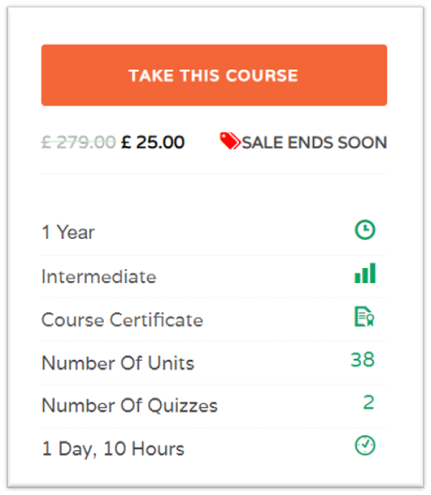 TAKE THIS COURSE
£ 279.00 £ 25.00 SALE ENDS SOON
1 Year
Intermediate
Course Certificate
Number Of Units 38
Number Of Quizzes 2
1 Day, 10 Hours